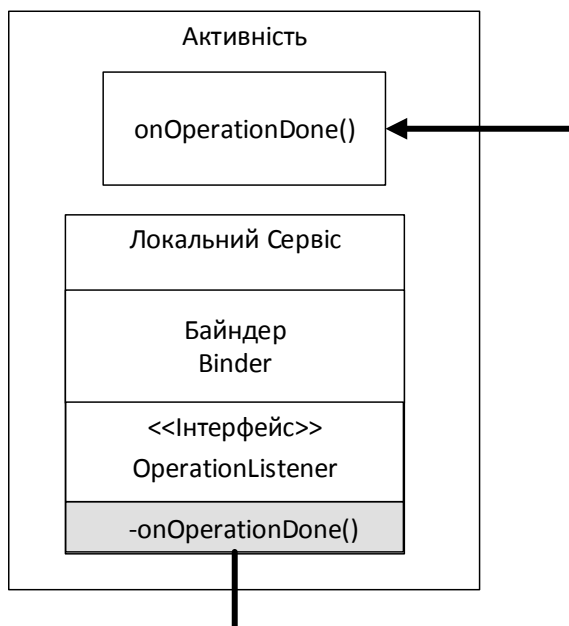 Активність
onOperationDone()
Локальний Сервіс
Байндер
Binder
<<Інтерфейс>>
OperationListener
-onOperationDone()